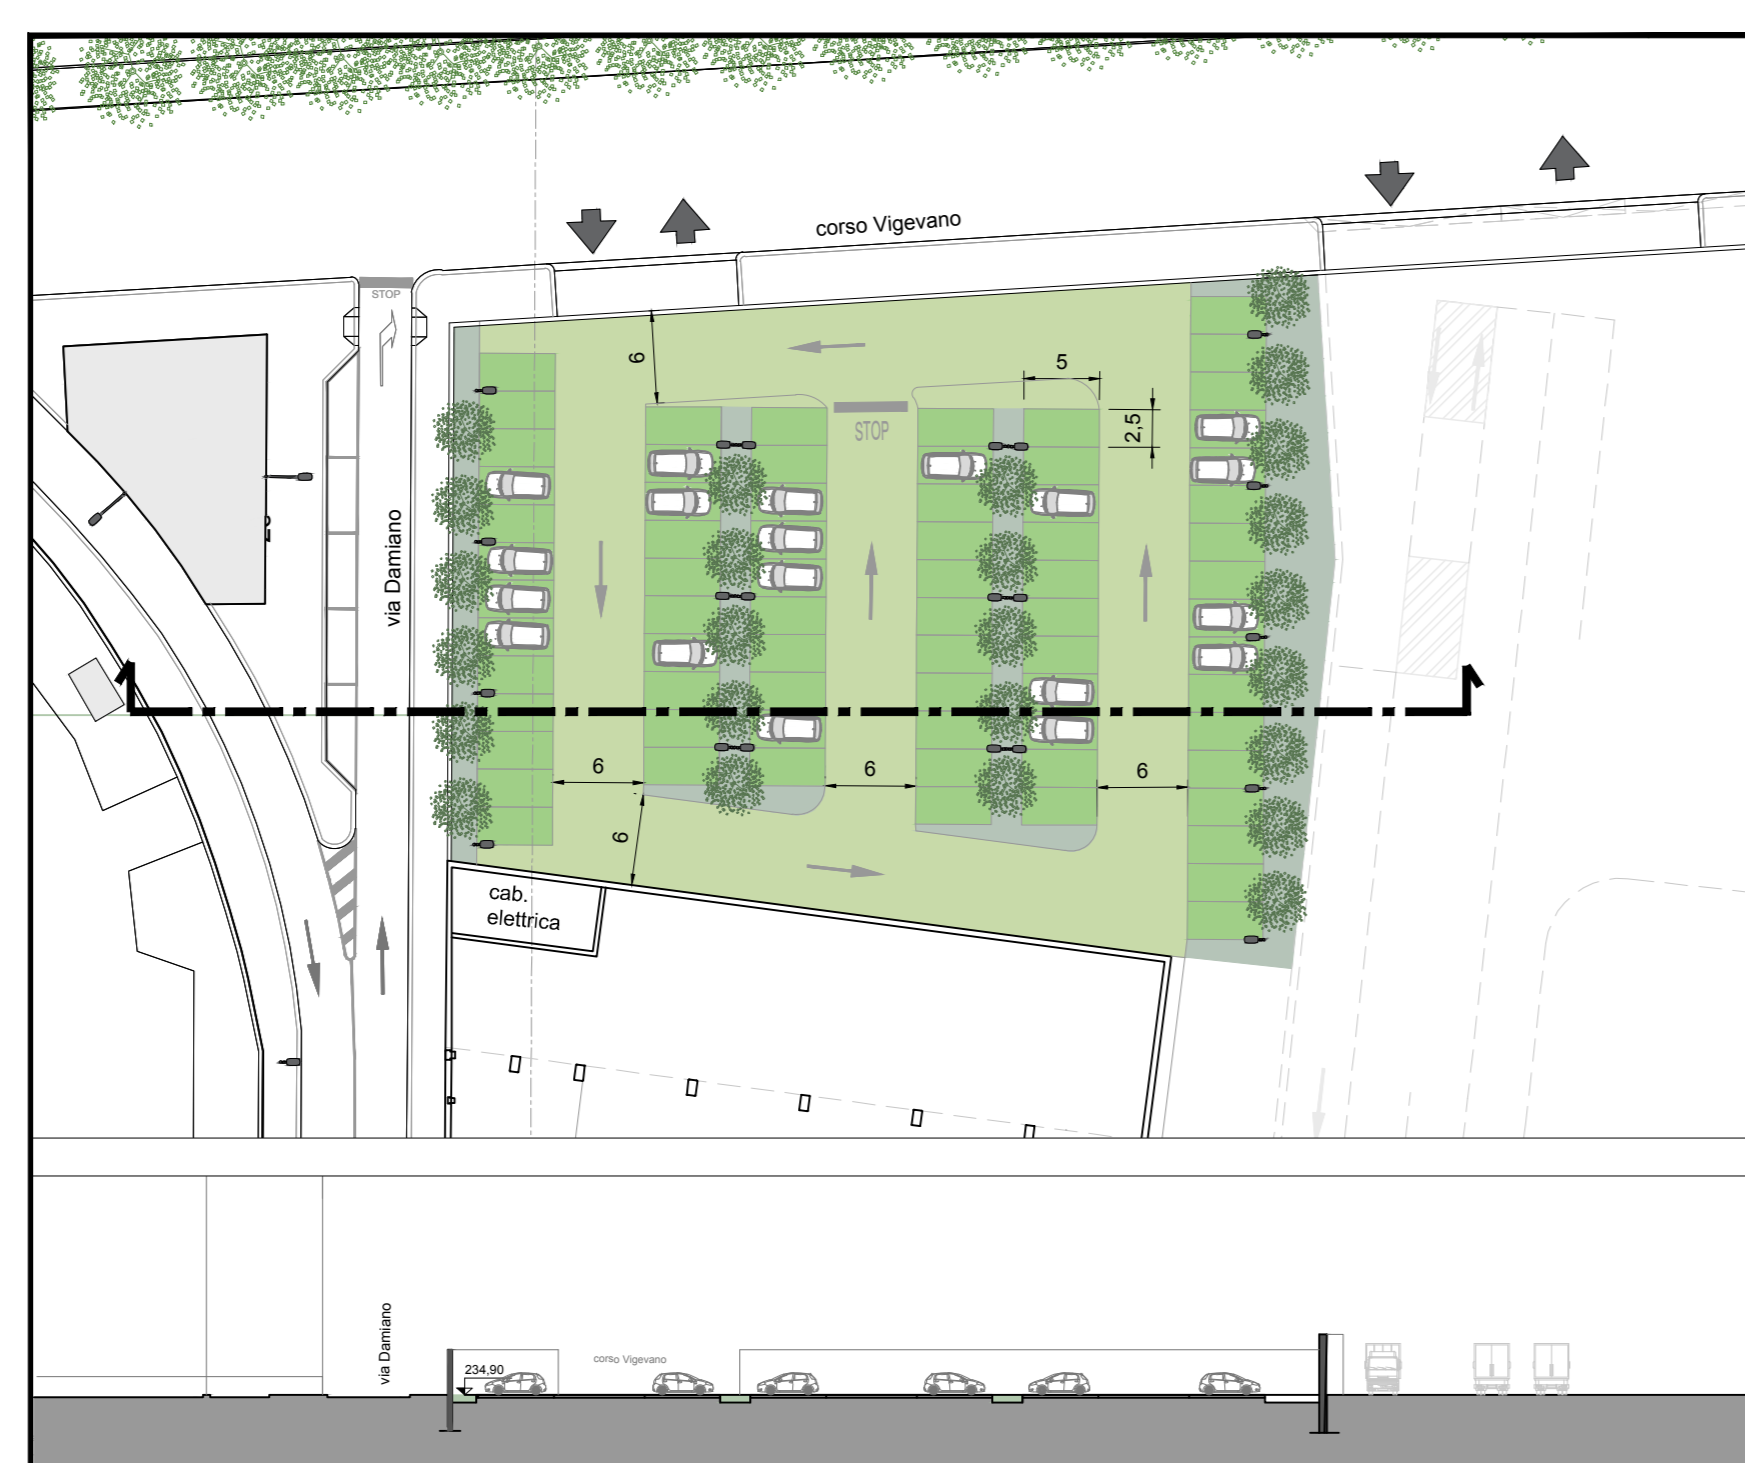 corso Vigevano
STOP
6
5
2,5
STOP
via Damiano
6
6
6
6
cab.
elettrica
via Damiano
corso Vigevano
234,90